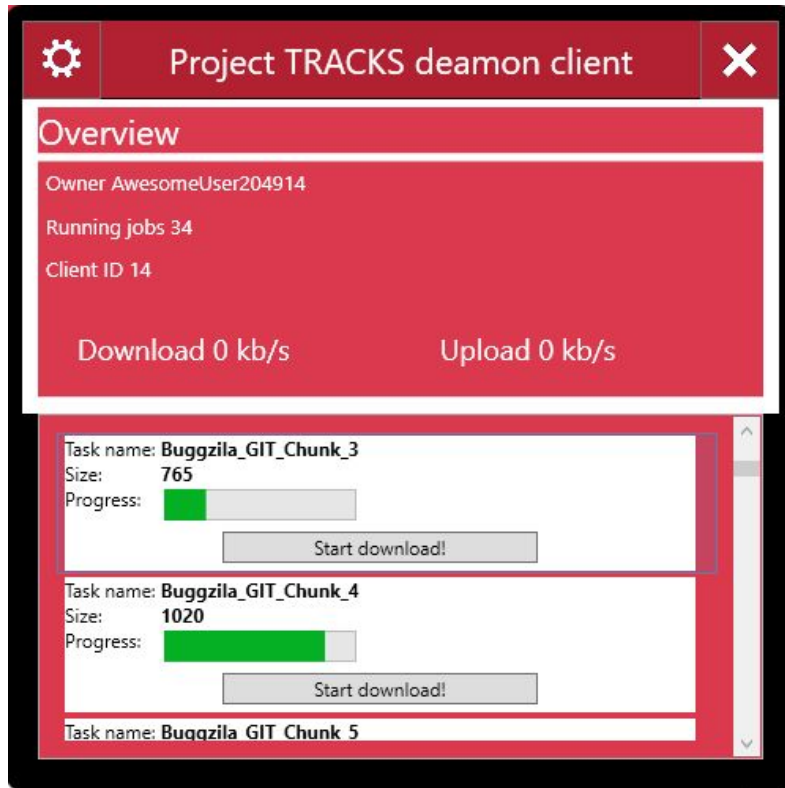 Project TRACKS deamon client
Overview
Owner AwesomeUser204914
Running jobs 34
Client ID 14
Download 0 kb/s Upload 0 kb/s
Task name: Buggzila_GIT_Chunk_3
Size: 765
Progress:
Start download!
Task name: Buggzila_GIT_Chunk_4
Size: 1020
Progress:
Start download!
Task name: Buggzila_GIT_Chunk_5